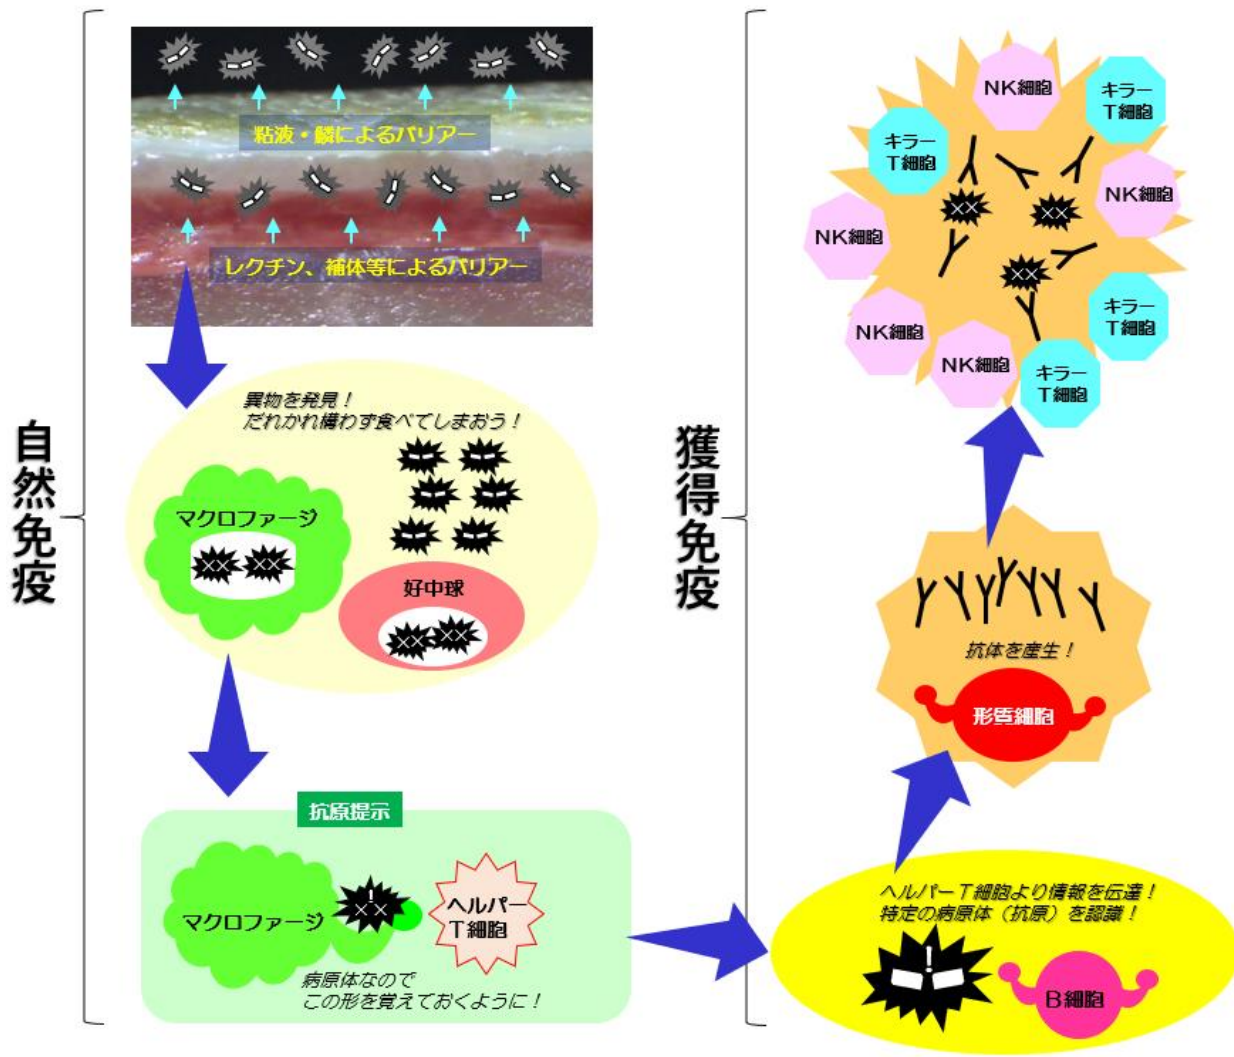 自然免疫
粘液・鱗によるバリアー
レクチン、補体等によるバリアー
異物を発見！
だれかれ構わず食べてしまおう！
マクロファージ
好中球
抗原提示
マクロファージ
ヘルパー
T細胞
病原体なので
この形を覚えておくように！
獲得免疫
NK細胞
キラー
T細胞
キラー
T細胞
NK細胞
NK細胞
キラー
T細胞
NK細胞
NK細胞
キラー
T細胞
抗体を産生！
形質細胞
ヘルパーT細胞より情報を伝達！
特定の病原体（抗原）を認識！
B細胞